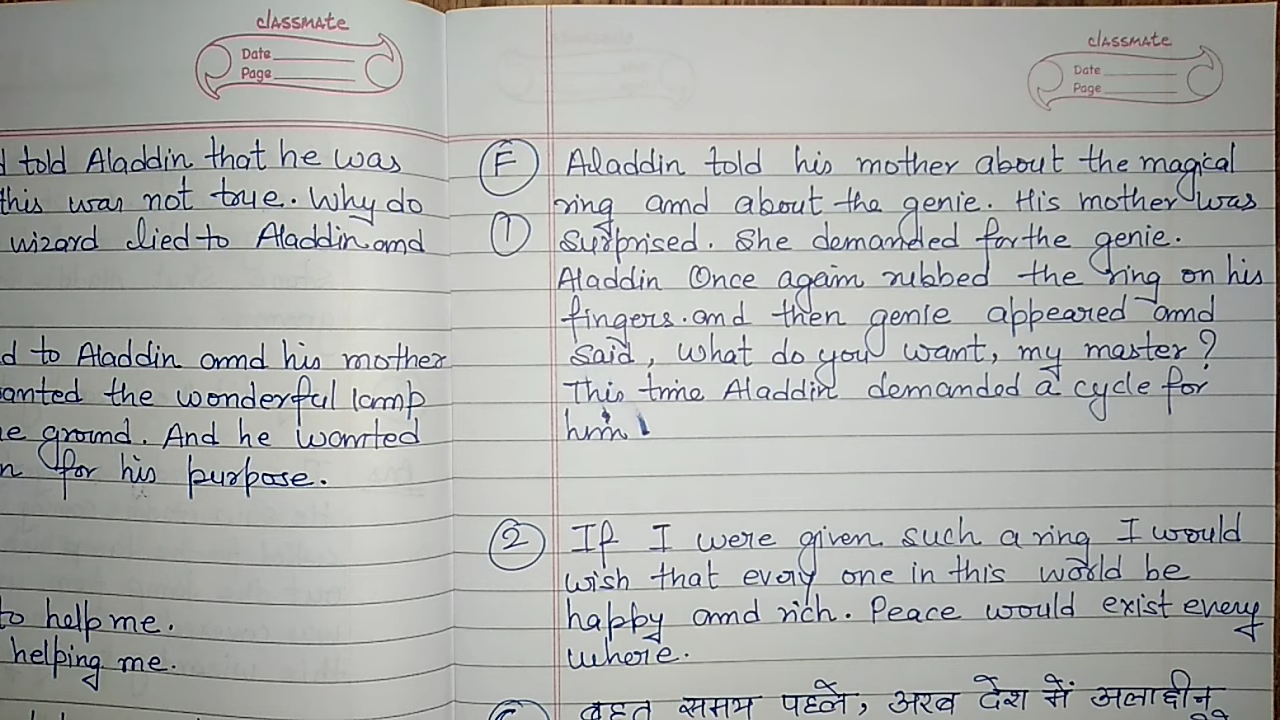 classmate
Date
Page
told Aladdin that he was
this was not true. Why do
wizard lied to Aladdin and
d to Aladdin and his mother
anted the wonderful lamp
e ground. And he wanted
n for his purpose.
to help me.
helping me.
classmate
Date
Page
F Aladdin told his mother about the magical
ring and about the genie. His mother was
1 surprised. She demanded for the genie.
Aladdin Once again rubbed the ring on his
fingers. and then genie appeared and
said, What do you want, my master?
This time Aladdin demanded a cycle for
him
2 If I were given such a ring I would
wish that every one in this world be
happy and rich. Peace would exist every
where.
बहुत समय पहले, अरब देश में अलाद्दीन